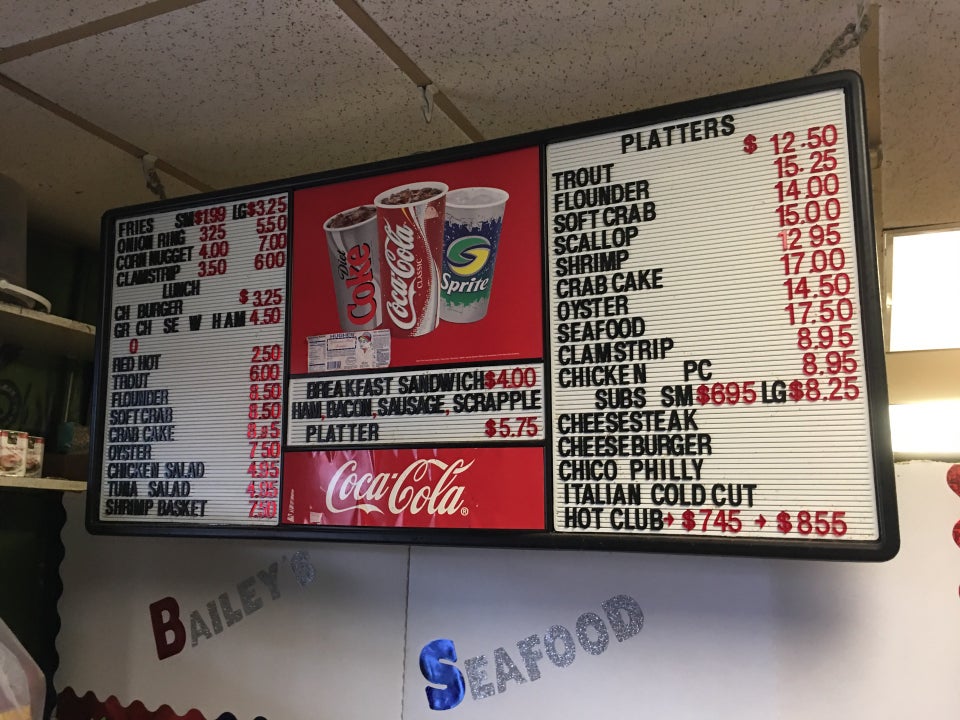 FRIES SM$1.99 LG$3.25
ONION RING 3.25 5.50
CORN NUGGET 4.00 7.00
CLAMSTRIP 3.50 6.00
LUNCH
CH BURGER $3.25
GR CH SE W HAM 4.50
O
RED HOT 2.50
TROUT 6.00
FLOUNDER 8.50
SOFTCRAB 8.50
CRAB CAKE
OYSTER 7.50
CHICKEN SALAD 4.95
TUNA SALAD 4.95
SHRIMP BASKET 7.50
Diet Coke
Coca-Cola
CLASSIC
Sprite
BREAKFAST SANDWICH $4.00
HAM, BACON, SAUSAGE, SCRAPPLE
PLATTER $5.75
Coca-Cola®
PLATTERS
TROUT $12.50
FLOUNDER 15.25
SOFT CRAB 14.00
SCALLOP 15.00
SHRIMP 12.95
CRAB CAKE 17.00
OYSTER 14.50
SEAFOOD 17.50
CLAMSTRIP 8.95
CHICKEN PC 8.95
SUBS SM$695 LG$8.25
CHEESESTEAK
CHEESEBURGER
CHICO PHILLY
ITALIAN COLD CUT
HOT CLUB→$745→$855
BAILEY'S
SEAFOOD